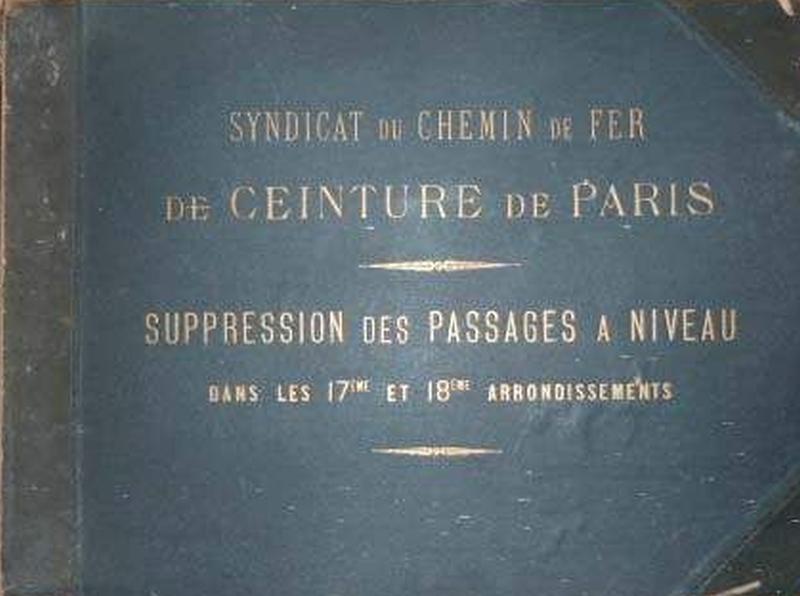 SYNDICAT DU CHEMIN DE FER
DE CEINTURE DE PARIS
SUPPRESSION DES PASSAGES A NIVEAU
DANS LES 17ÈME ET 18ÈME ARRONDISSEMENTS